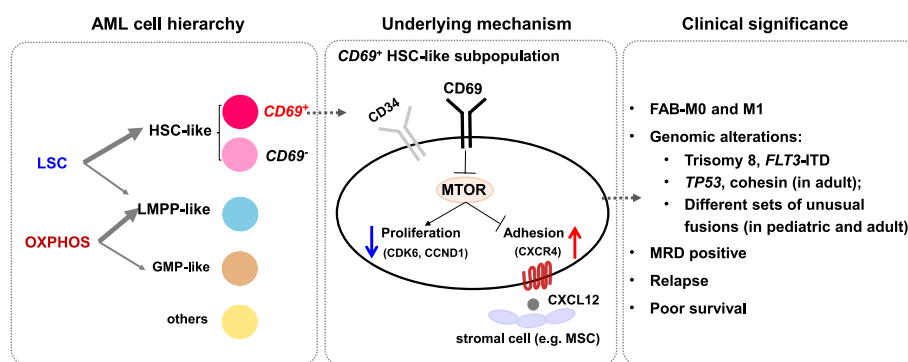 AML cell hierarchy
HSC-like
CD69+
CD69-
LSC
LMPP-like
OXPHOS
GMP-like
others
Underlying mechanism
CD69+ HSC-like subpopulation
CD34
CD69
MTOR
Proliferation
(CDK6, CCND1)
Adhesion
(CXCR4)
CXCL12
stromal cell (e.g. MSC)
Clinical significance
• FAB-M0 and M1
• Genomic alterations:
• Trisomy 8, FLT3-ITD
• TP53, cohesin (in adult);
• Different sets of unusual
fusions (in pediatric and adult)
• MRD positive
• Relapse
• Poor survival